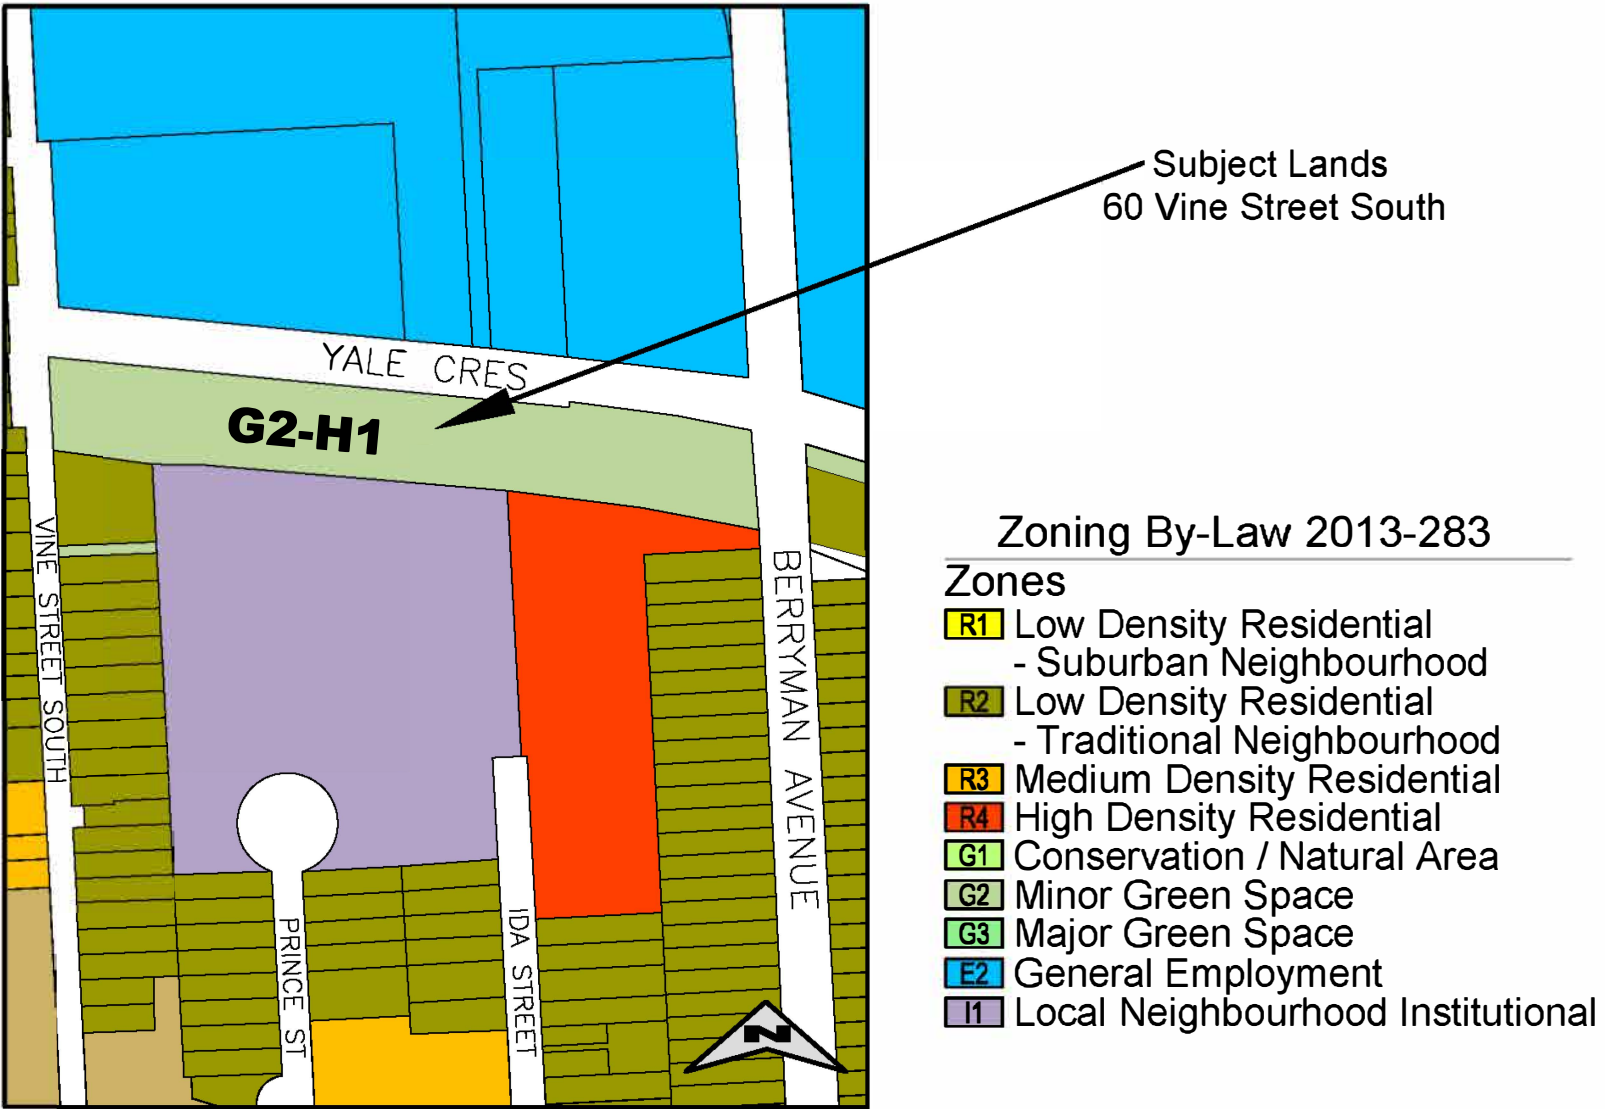 Subject Lands
60 Vine Street South
YALE CRES
G2-H1
VINE STREET SOUTH
BERRYMAN AVENUE
PRINCE ST
IDA STREET
N
Zoning By-Law 2013-283
Zones
R1 Low Density Residential
- Suburban Neighbourhood
R2 Low Density Residential
- Traditional Neighbourhood
R3 Medium Density Residential
R4 High Density Residential
G1 Conservation / Natural Area
G2 Minor Green Space
G3 Major Green Space
E2 General Employment
I1 Local Neighbourhood Institutional